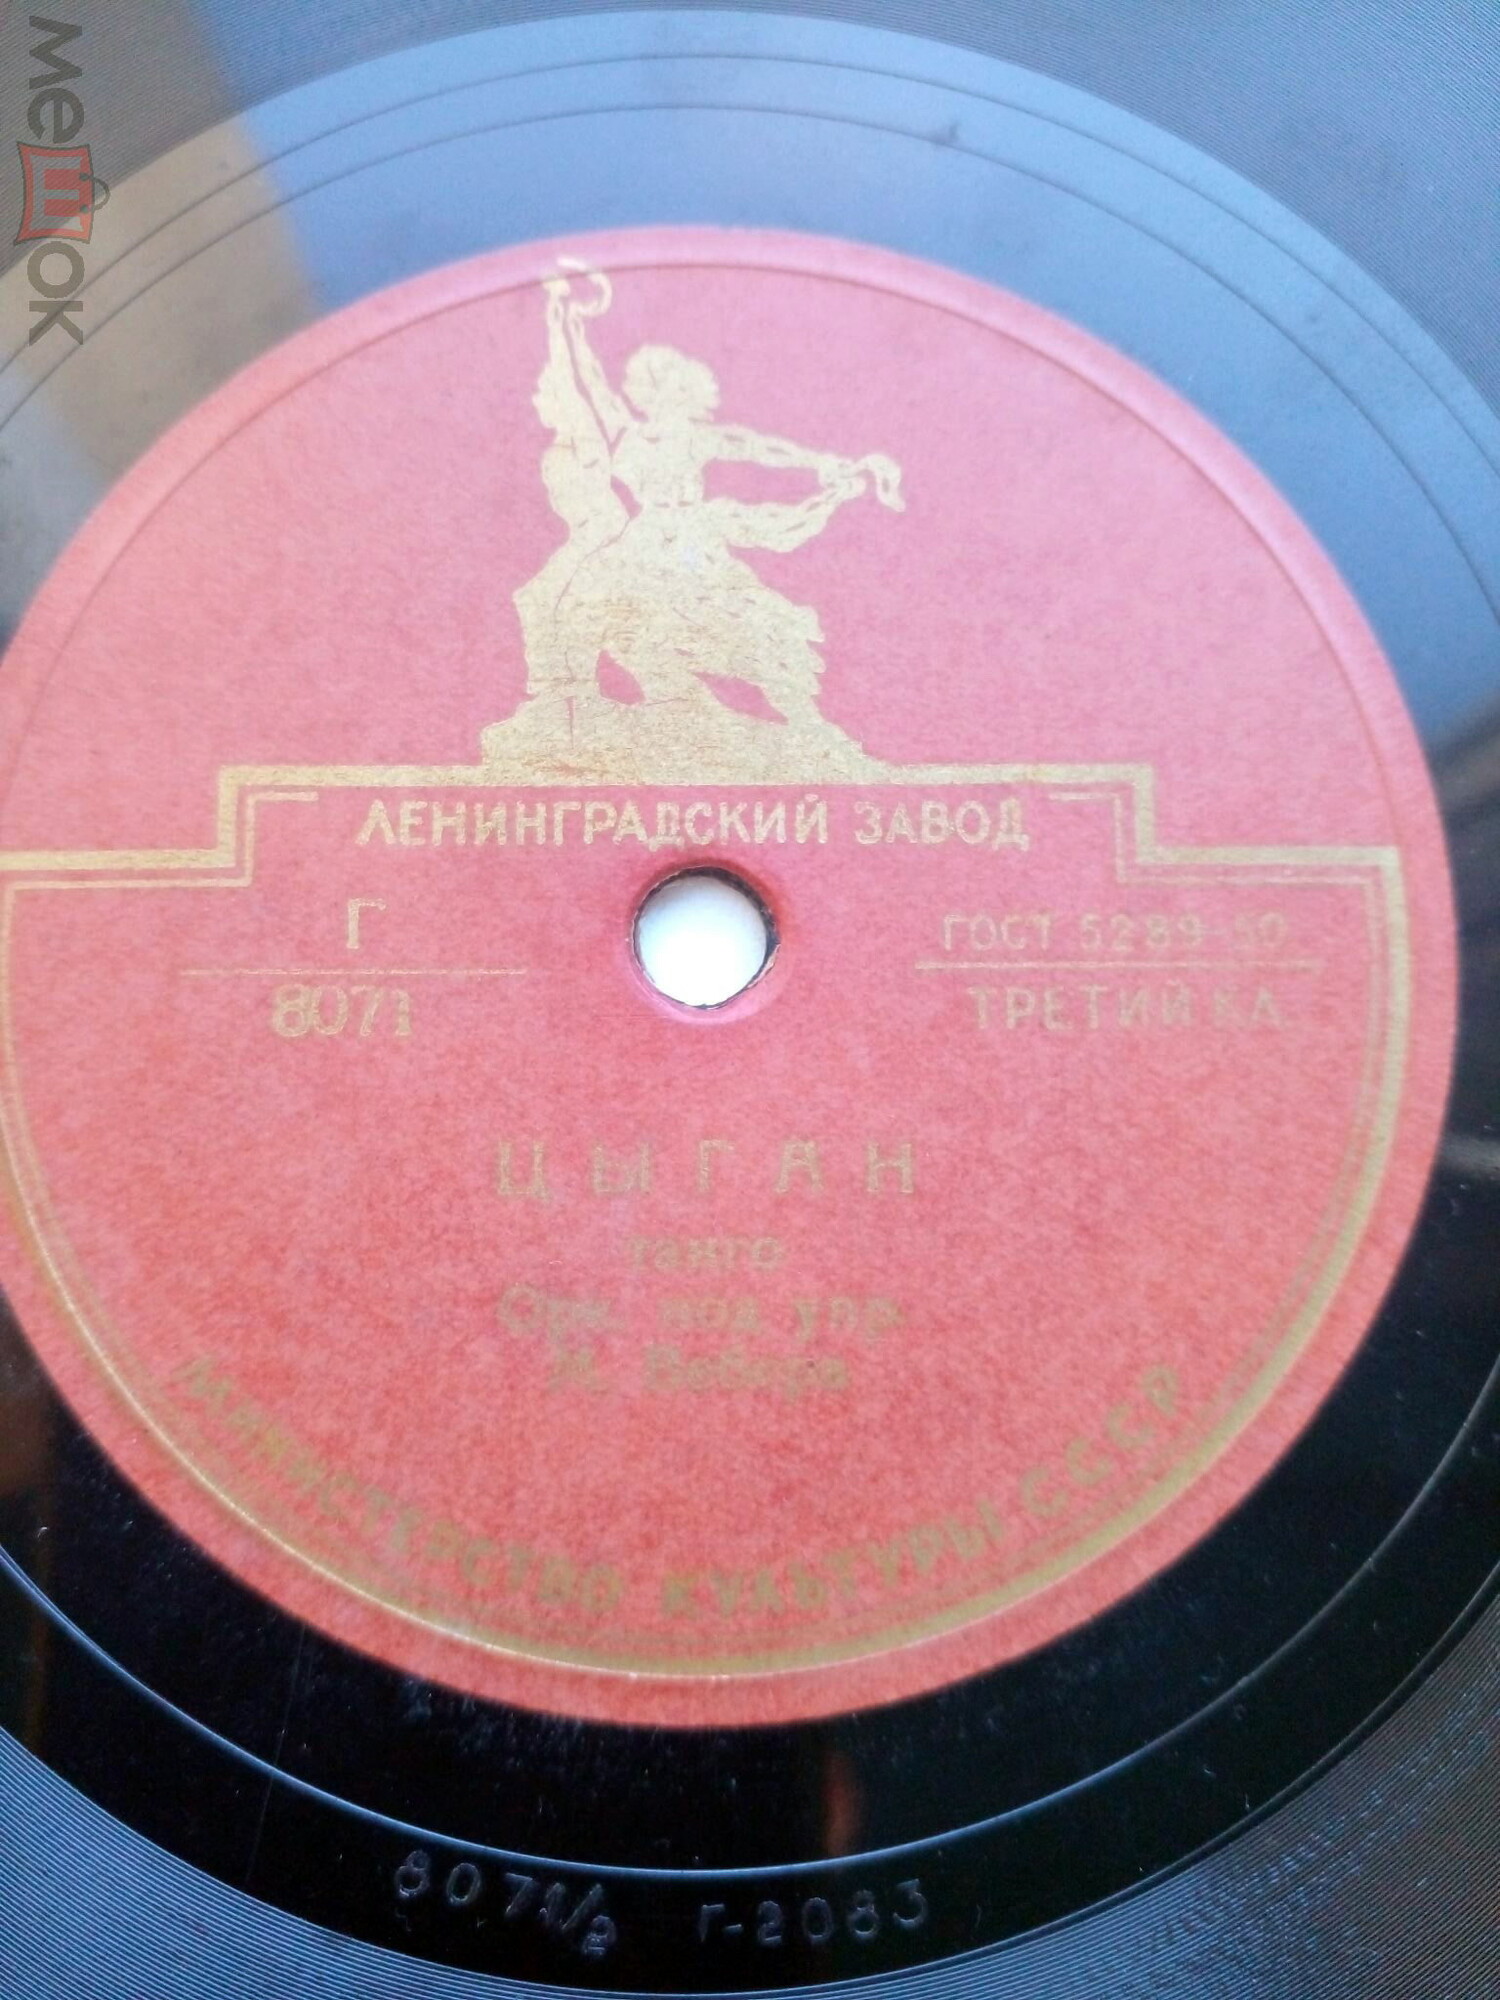 мешок
ЛЕНИНГРАДСКИЙ ЗАВОД
Г
8071
ГОСТ 5289-50
ТРЕТИЙ КЛ.
ЦЫГАН
танго
Орк. под упр.
МИНИСТЕРСТВО КУЛЬТУРЫ СССР
8071/2 Г-2083